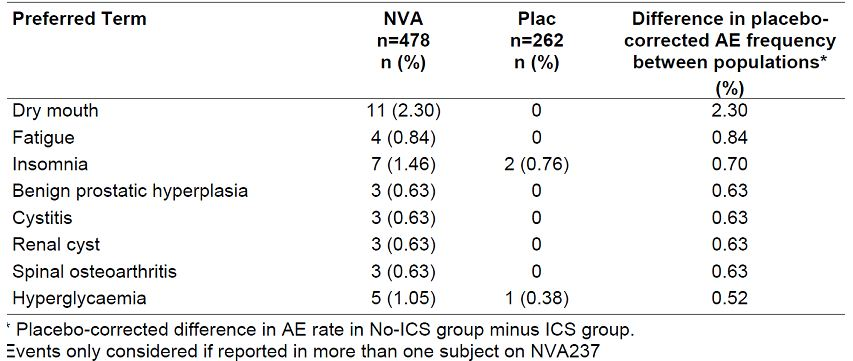 Preferred Term NVA Plac Difference in placebo-
n=478 n=262 corrected AE frequency
n (%) n (%) between populations*
(%)
Dry mouth 11 (2.30) 0 2.30
Fatigue 4 (0.84) 0 0.84
Insomnia 7 (1.46) 2 (0.76) 0.70
Benign prostatic hyperplasia 3 (0.63) 0 0.63
Cystitis 3 (0.63) 0 0.63
Renal cyst 3 (0.63) 0 0.63
Spinal osteoarthritis 3 (0.63) 0 0.63
Hyperglycaemia 5 (1.05) 1 (0.38) 0.52
* Placebo-corrected difference in AE rate in No-ICS group minus ICS group.
Events only considered if reported in more than one subject on NVA237